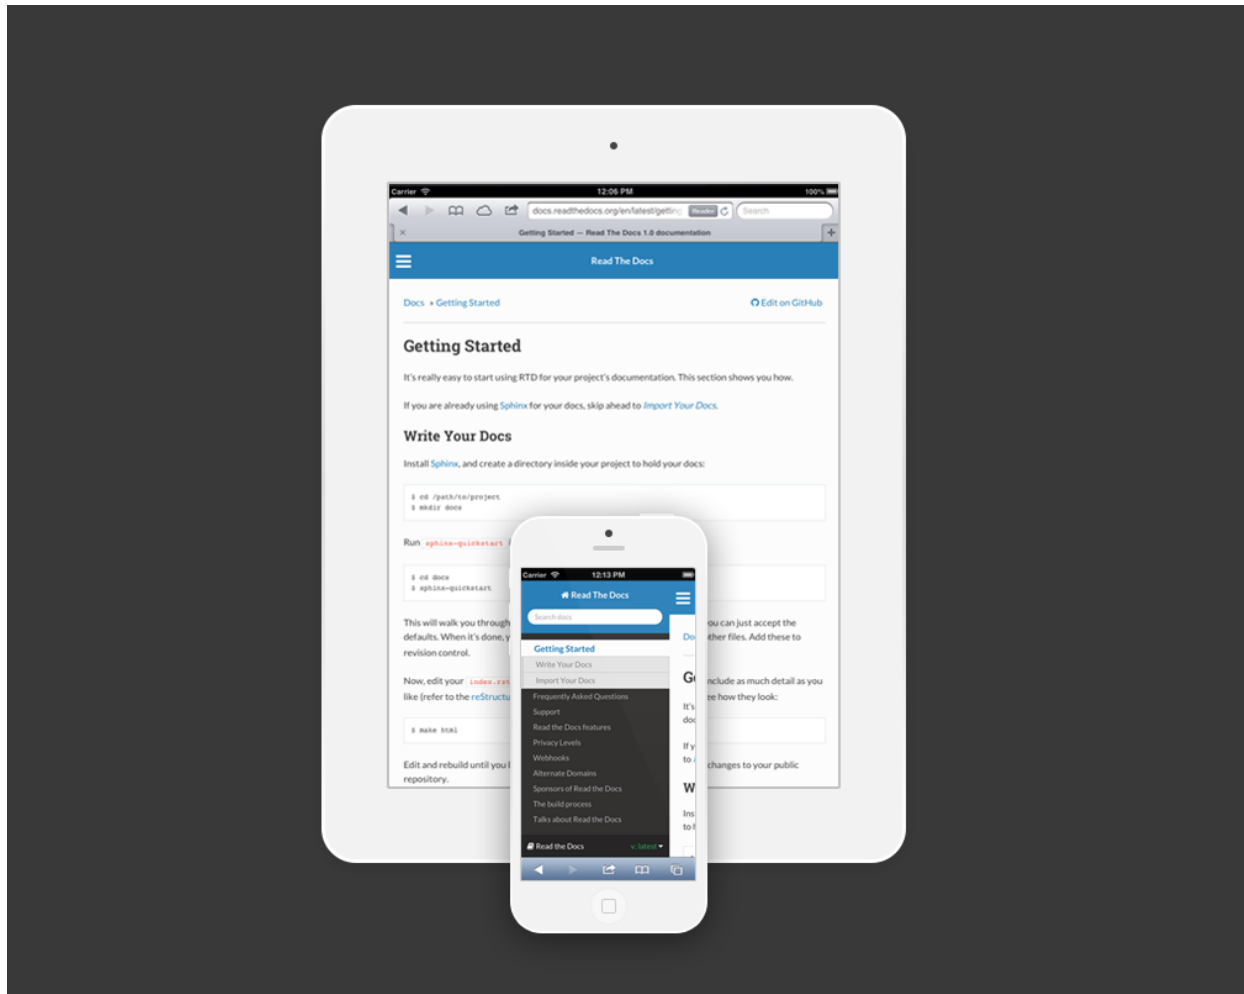 Carrier 12:06 PM 100%
docs.readthedocs.org/en/latest/getting Reader Search
Getting Started — Read The Docs 1.0 documentation
Read The Docs
Docs » Getting Started Edit on GitHub
Getting Started
It's really easy to start using RTD for your project's documentation. This section shows you how.
If you are already using Sphinx for your docs, skip ahead to Import Your Docs.
Write Your Docs
Install Sphinx, and create a directory inside your project to hold your docs:
$ cd /path/to/project
$ mkdir docs
Run sphinx-quickstart
$ cd docs
$ sphinx-quickstart
This will walk you through you can just accept the
defaults. When it's done, other files. Add these to
revision control.
Now, edit your index.rst include as much detail as you
like (refer to the reStructu see how they look:
$ make html
Edit and rebuild until you changes to your public
repository.
Carrier 12:13 PM
Read The Docs
Search docs
Getting Started
Write Your Docs
Import Your Docs
Frequently Asked Questions
Support
Read the Docs features
Privacy Levels
Webhooks
Alternate Domains
Sponsors of Read the Docs
The build process
Talks about Read the Docs
Read the Docs v: latest
Do
G
It's
doc
If y
to
W
Ins
to h